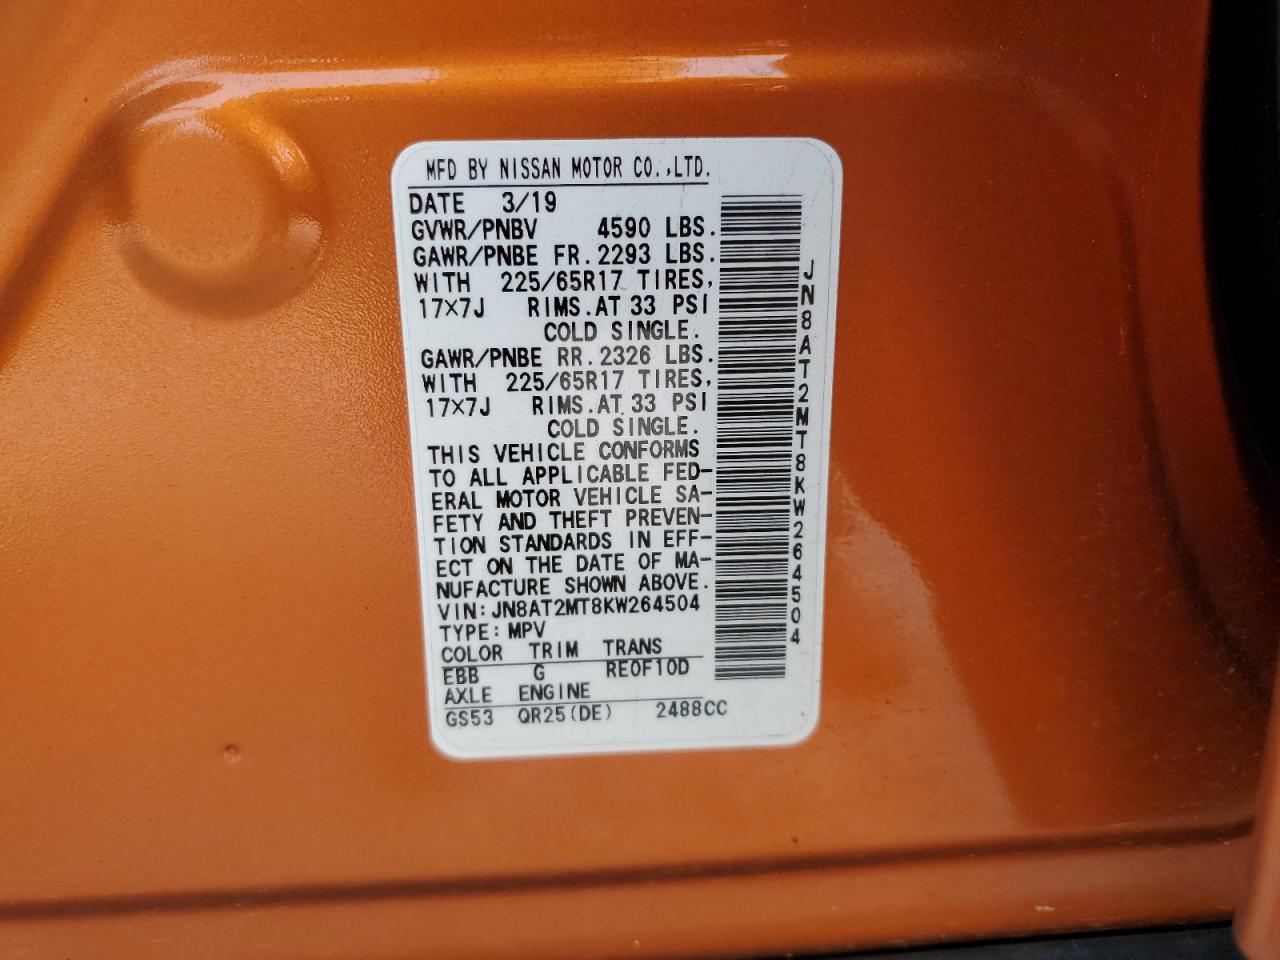 MFD BY NISSAN MOTOR CO.,LTD.
DATE 3/19
GVWR/PNBV 4590 LBS.
GAWR/PNBE FR. 2293 LBS.
WITH 225/65R17 TIRES,
17×7J RIMS. AT 33 PSI
COLD SINGLE.
GAWR/PNBE RR. 2326 LBS.
WITH 225/65R17 TIRES,
17×7J RIMS. AT 33 PSI
COLD SINGLE.
THIS VEHICLE CONFORMS
TO ALL APPLICABLE FED-
ERAL MOTOR VEHICLE SA-
FETY AND THEFT PREVEN-
TION STANDARDS IN EFF-
ECT ON THE DATE OF MA-
NUFACTURE SHOWN ABOVE.
VIN: JN8AT2MT8KW264504
TYPE: MPV
COLOR TRIM TRANS
EBB G RE0F10D
AXLE ENGINE
GS53 QR25(DE) 2488CC
JN8AT2MT8KW264504